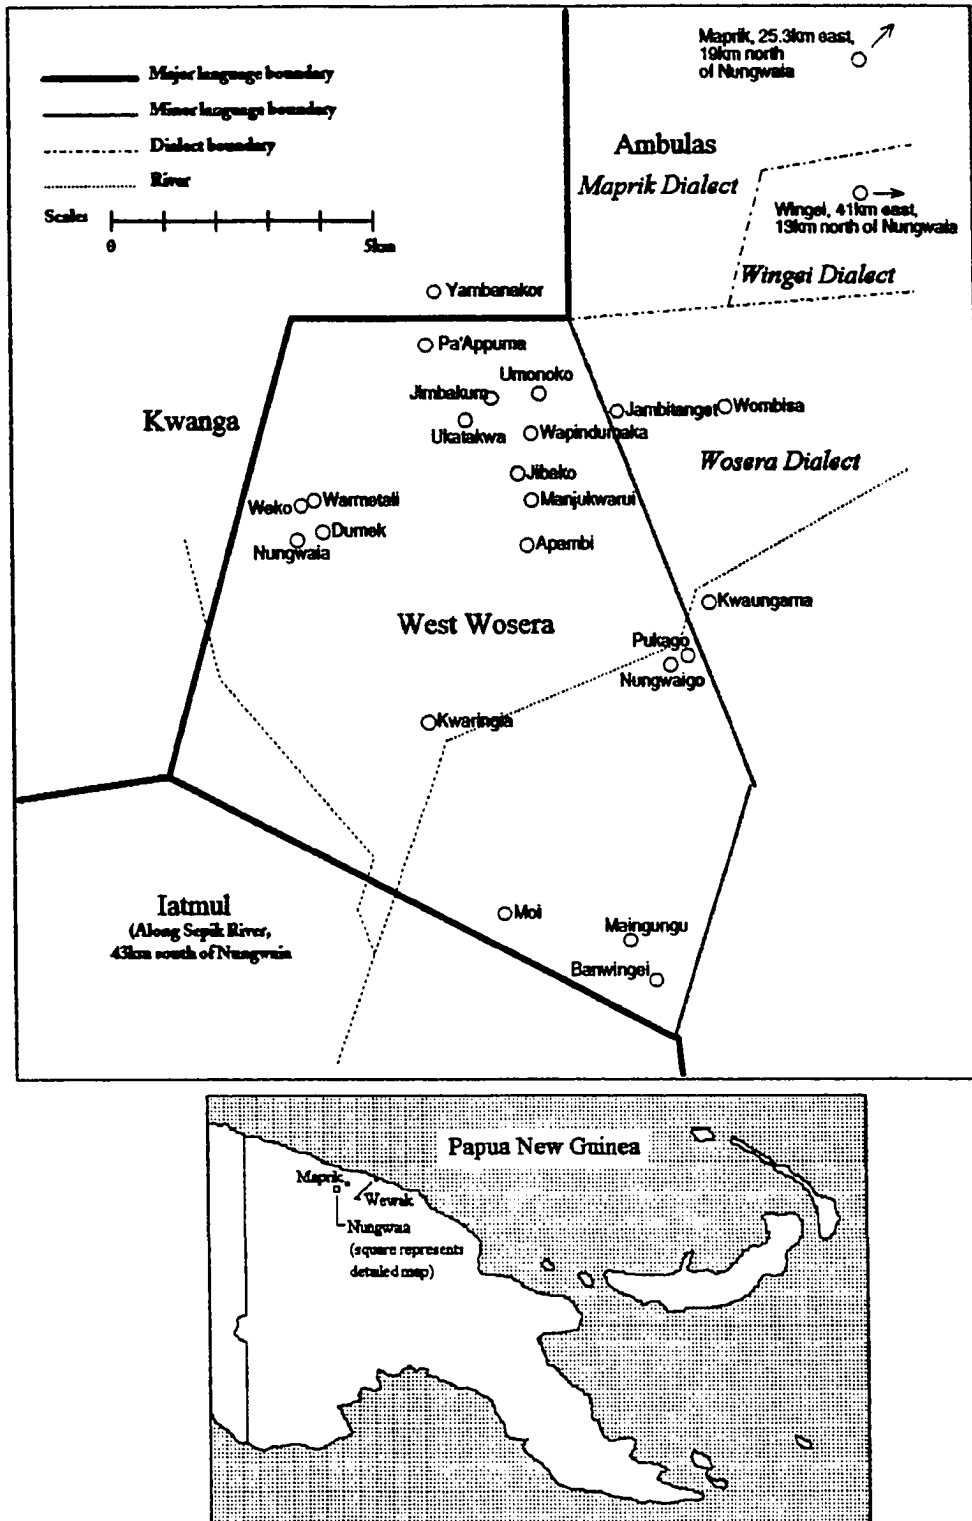 Major language boundary
Minor language boundary
Dialect boundary
River
Scales
0
5km
Maprik, 25.3km east,
19km north
of Nungwaia
Ambulas
Maprik Dialect
Wingei, 41km east,
13km north of Nungwaia
Wingei Dialect
Yambanakor
Pa'Appuma
Umonoko
Jimbakum
Jambitanget
Wombisa
Kwanga
Ukatakwa
Wapindumaka
Wosera Dialect
Jibako
Warmetali
Manjukwarui
Weko
Dumek
Nungwaia
Apambi
Kwaungama
West Wosera
Pukago
Nungwaigo
Kwaringia
Iatmul
(Along Sepik River,
43km south of Nungwaia
Moi
Maingungu
Banwingei
Papua New Guinea
Maprik
Wewak
Nungwaia
(square represents
detailed map)